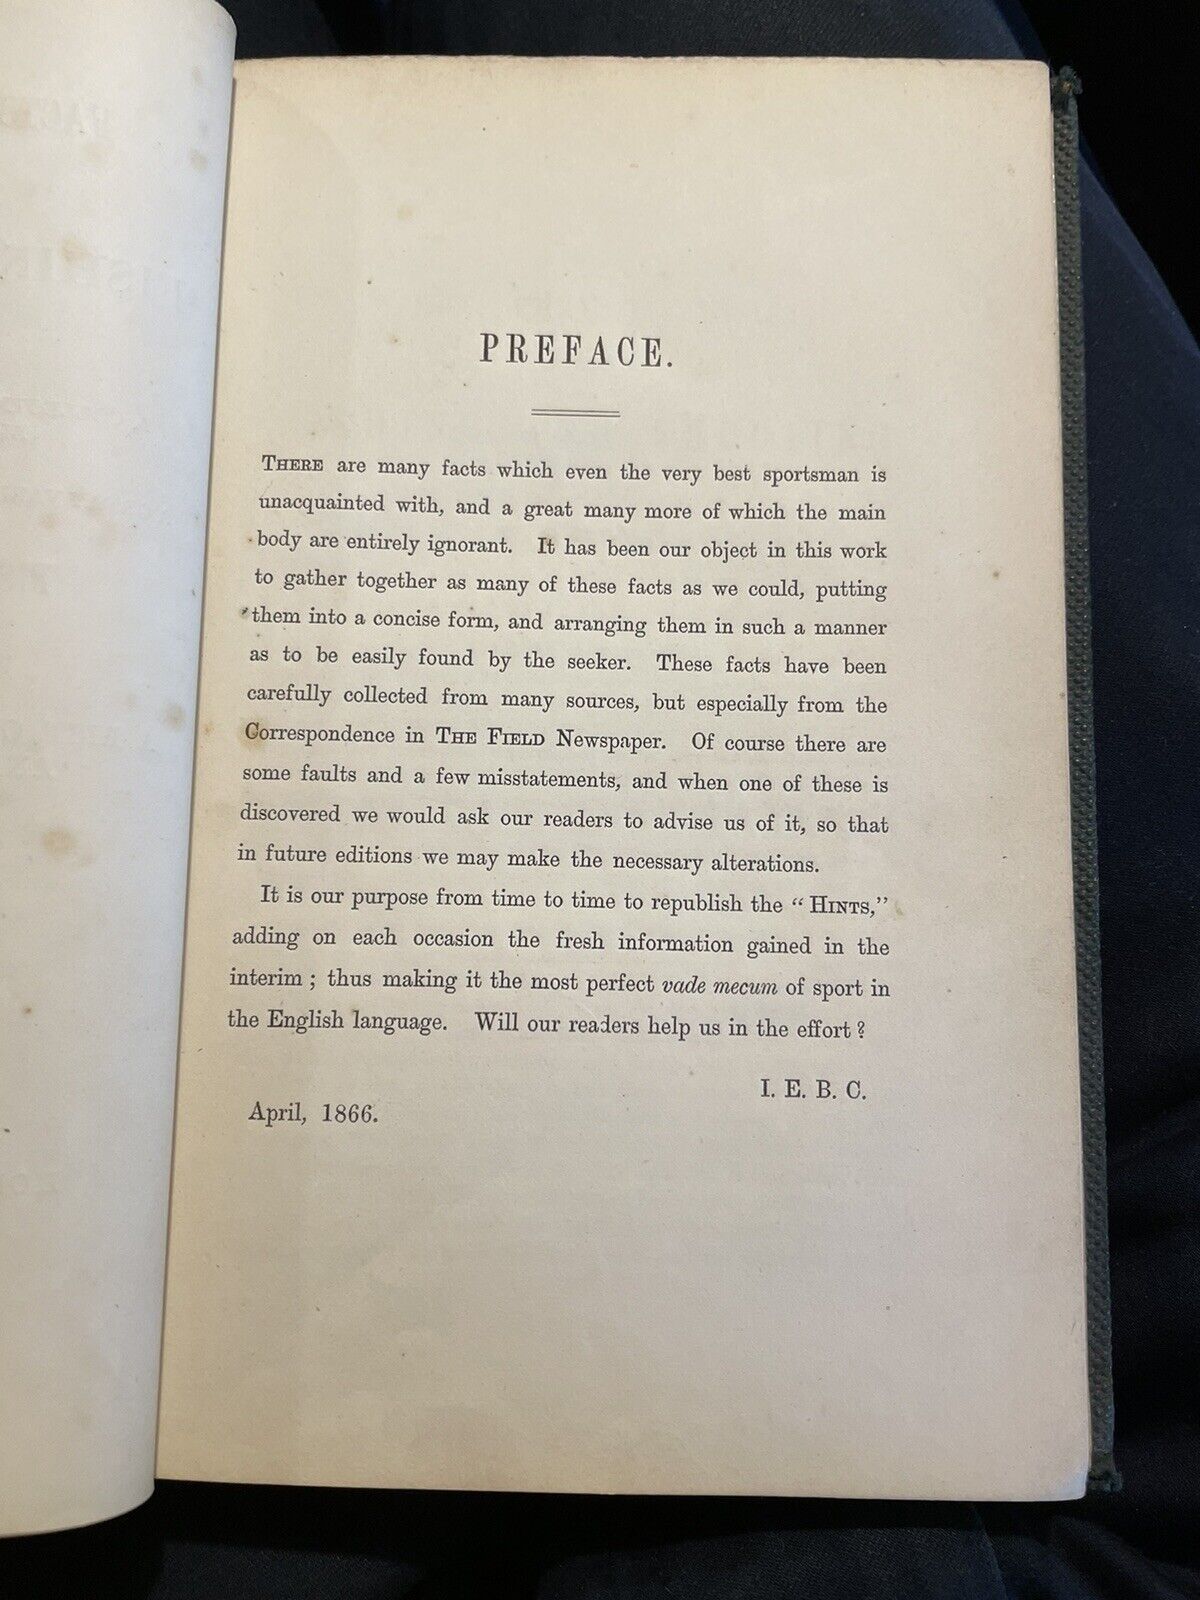 PREFACE.
THERE are many facts which even the very best sportsman is
unacquainted with, and a great many more of which the main
body are entirely ignorant. It has been our object in this work
to gather together as many of these facts as we could, putting
them into a concise form, and arranging them in such a manner
as to be easily found by the seeker. These facts have been
carefully collected from many sources, but especially from the
Correspondence in THE FIELD Newspaper. Of course there are
some faults and a few misstatements, and when one of these is
discovered we would ask our readers to advise us of it, so that
in future editions we may make the necessary alterations.
It is our purpose from time to time to republish the “HINTS,”
adding on each occasion the fresh information gained in the
interim ; thus making it the most perfect vade mecum of sport in
the English language. Will our readers help us in the effort ?
I. E. B. C.
April, 1866.